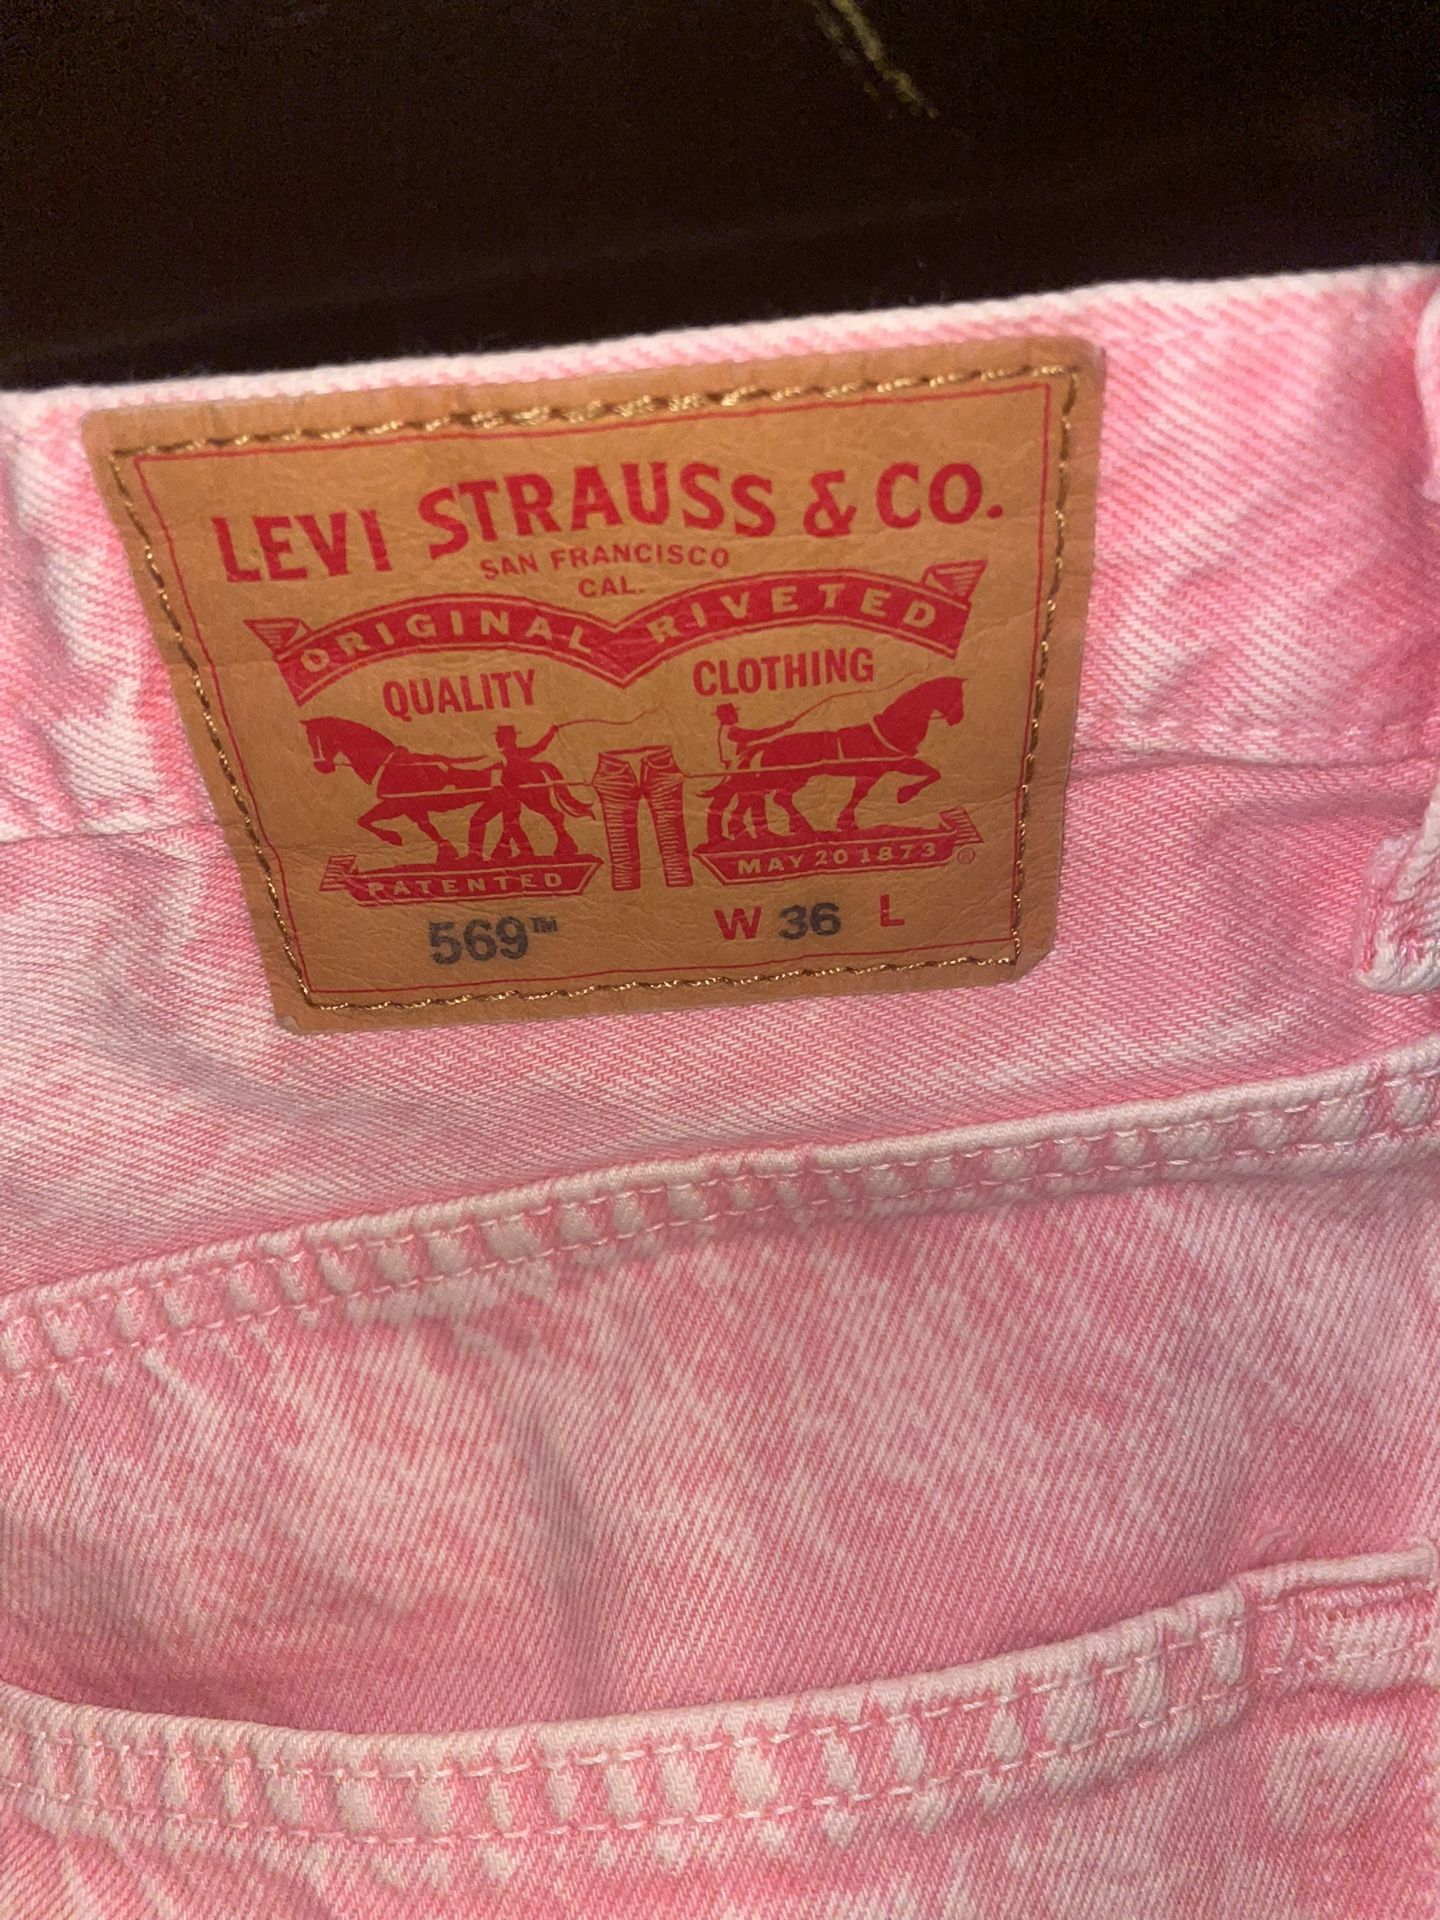 LEVI STRAUSS & CO.
SAN FRANCISCO
CAL.
ORIGINAL RIVETED
QUALITY CLOTHING
PATENTED MAY 20 1873 ®
569™ W 36 L